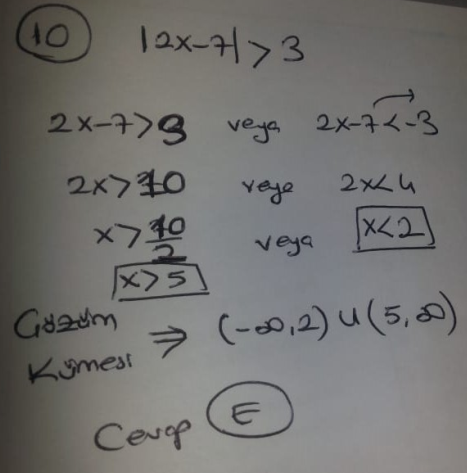 10 |2x-7| > 3
2x-7>3 veya 2x-7<-3
2x>10 veya 2x<4
x>10/2 veya x<2
x>5
Çözüm Kümesi ⇒ (-∞,2) ∪ (5,∞)
Cevap E